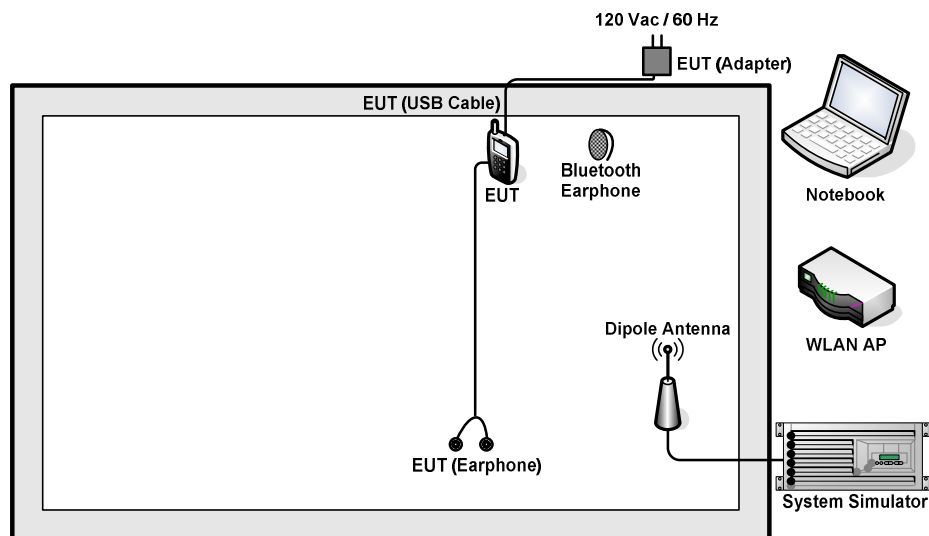 120 Vac / 60 Hz
EUT (Adapter)
EUT (USB Cable)
EUT
Bluetooth
Earphone
Notebook
Dipole Antenna
WLAN AP
EUT (Earphone)
System Simulator